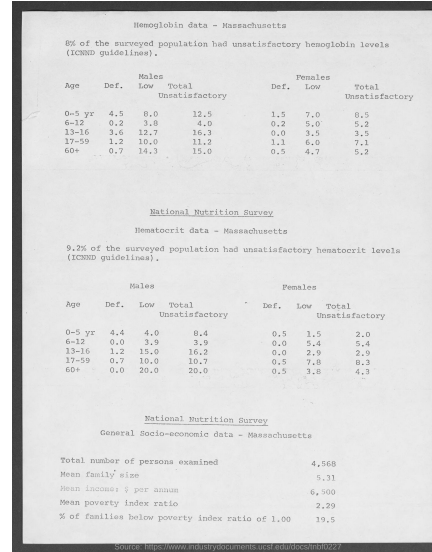 Hemoglobin data - Massachusetts
8% of the surveyed population had unsatisfactory hemoglobin levels
(ICNND guidelines).
Males Females
Age Def. Low Total Def. Low Total
Unsatisfactory Unsatisfactory
0-5 yr 4.5 8.0 12.5 1.5 7.0 8.5
6-12 0.2 3.8 4.0 0.2 5.0 5.2
13-16 3.6 12.7 16.3 0.0 3.5 3.5
17-59 1.2 10.0 11.2 1.1 6.0 7.1
60+ 0.7 14.3 15.0 0.5 4.7 5.2
National Nutrition Survey
Hematocrit data - Massachusetts
9.2% of the surveyed population had unsatisfactory hematocrit levels
(ICNND guidelines).
Males Females
Age Def. Low Total Def. Low Total
Unsatisfactory Unsatisfactory
0-5 yr 4.4 4.0 8.4 0.5 1.5 2.0
6-12 0.0 3.9 3.9 0.0 5.4 5.4
13-16 1.2 15.0 16.2 0.0 2.9 2.9
17-59 0.7 10.0 10.7 0.5 7.8 8.3
60+ 0.0 20.0 20.0 0.5 3.8 4.3
National Nutrition Survey
General Socio-economic data - Massachusetts
Total number of persons examined 4,568
Mean family size 5.31
Mean income: $ per annum 6,500
Mean poverty index ratio 2.29
% of families below poverty index ratio of 1.00 19.5
Source: https://www.industrydocuments.ucsf.edu/docs/tnbf0227